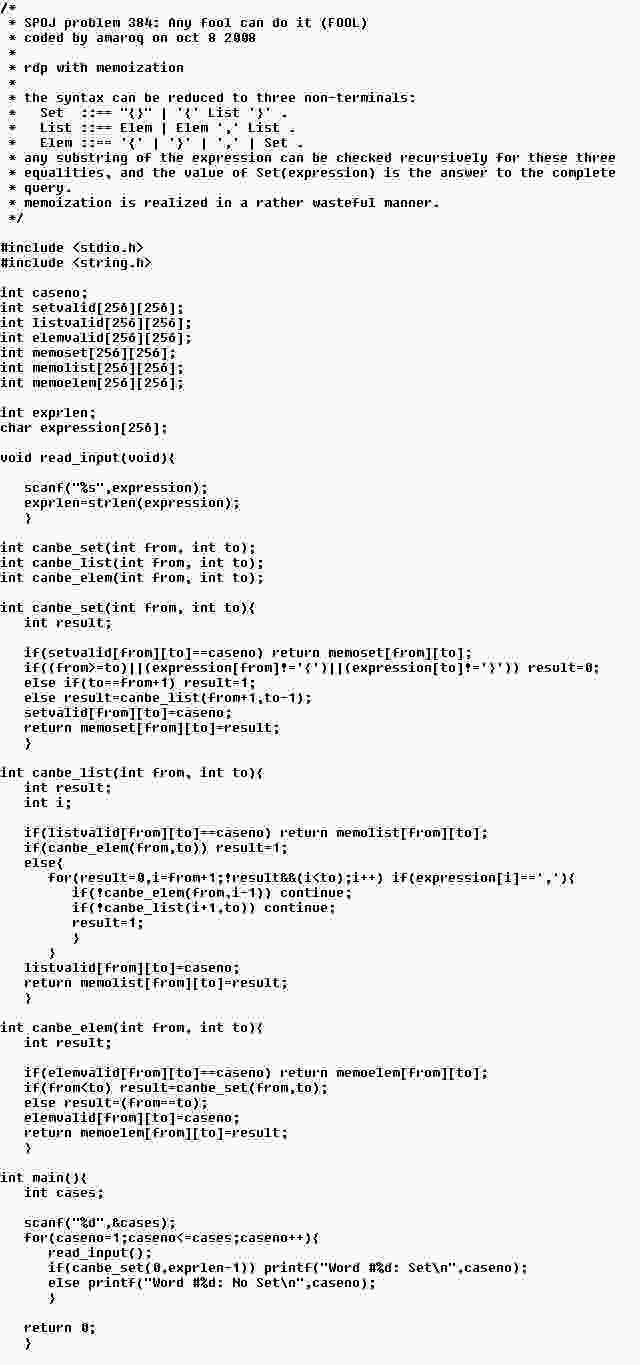 /*
 * SPOJ problem 384: Any fool can do it (FOOL)
 * coded by amaroq on oct 8 2008
 *
 * rdp with memoization
 *
 * the syntax can be reduced to three non-terminals:
 *   Set  ::== "{}" | '{' List '}' .
 *   List ::== Elem | Elem ',' List .
 *   Elem ::== '{' | '}' | ',' | Set .
 * any substring of the expression can be checked recursively for these three
 * equalities, and the value of Set(expression) is the answer to the complete
 * query.
 * memoization is realized in a rather wasteful manner.
 */

#include <stdio.h>
#include <string.h>

int caseno;
int setvalid[256][256];
int listvalid[256][256];
int elemvalid[256][256];
int memoset[256][256];
int memolist[256][256];
int memoelem[256][256];

int exprlen;
char expression[256];

void read_input(void){

   scanf("%s",expression);
   exprlen=strlen(expression);
   }

int canbe_set(int from, int to);
int canbe_list(int from, int to);
int canbe_elem(int from, int to);

int canbe_set(int from, int to){
   int result;

   if(setvalid[from][to]==caseno) return memoset[from][to];
   if((from>=to)||(expression[from]!='{')||(expression[to]!='}')) result=0;
   else if(to==from+1) result=1;
   else result=canbe_list(from+1,to-1);
   setvalid[from][to]=caseno;
   return memoset[from][to]=result;
   }

int canbe_list(int from, int to){
   int result;
   int i;

   if(listvalid[from][to]==caseno) return memolist[from][to];
   if(canbe_elem(from,to)) result=1;
   else{
      for(result=0,i=from+1;!result&&(i<to);i++) if(expression[i]==','){
         if(!canbe_elem(from,i-1)) continue;
         if(!canbe_list(i+1,to)) continue;
         result=1;
         }
      }
   listvalid[from][to]=caseno;
   return memolist[from][to]=result;
   }

int canbe_elem(int from, int to){
   int result;

   if(elemvalid[from][to]==caseno) return memoelem[from][to];
   if(from<to) result=canbe_set(from,to);
   else result=(from==to);
   elemvalid[from][to]=caseno;
   return memoelem[from][to]=result;
   }

int main(){
   int cases;

   scanf("%d",&cases);
   for(caseno=1;caseno<=cases;caseno++){
      read_input();
      if(canbe_set(0,exprlen-1)) printf("Word #%d: Set\n",caseno);
      else printf("Word #%d: No Set\n",caseno);
      }

   return 0;
   }